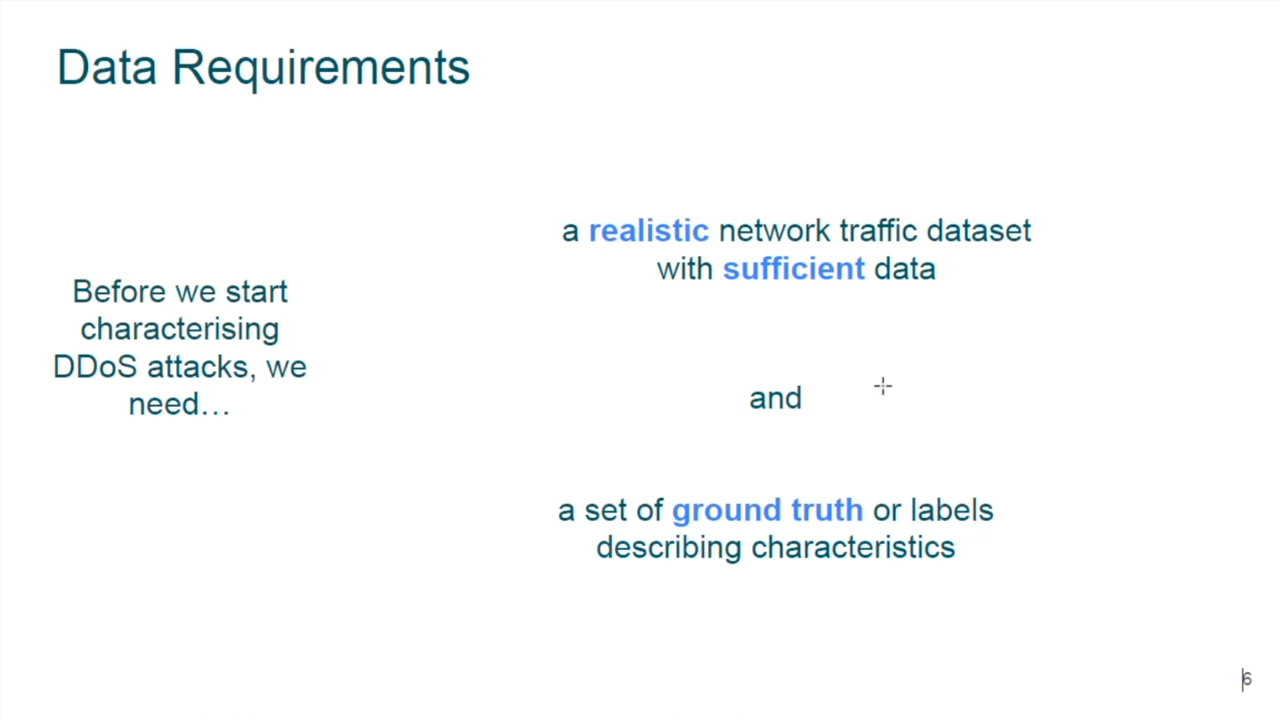 Data Requirements
Before we start
characterising
DDoS attacks, we
need…
a realistic network traffic dataset
with sufficient data
and
a set of ground truth or labels
describing characteristics
6